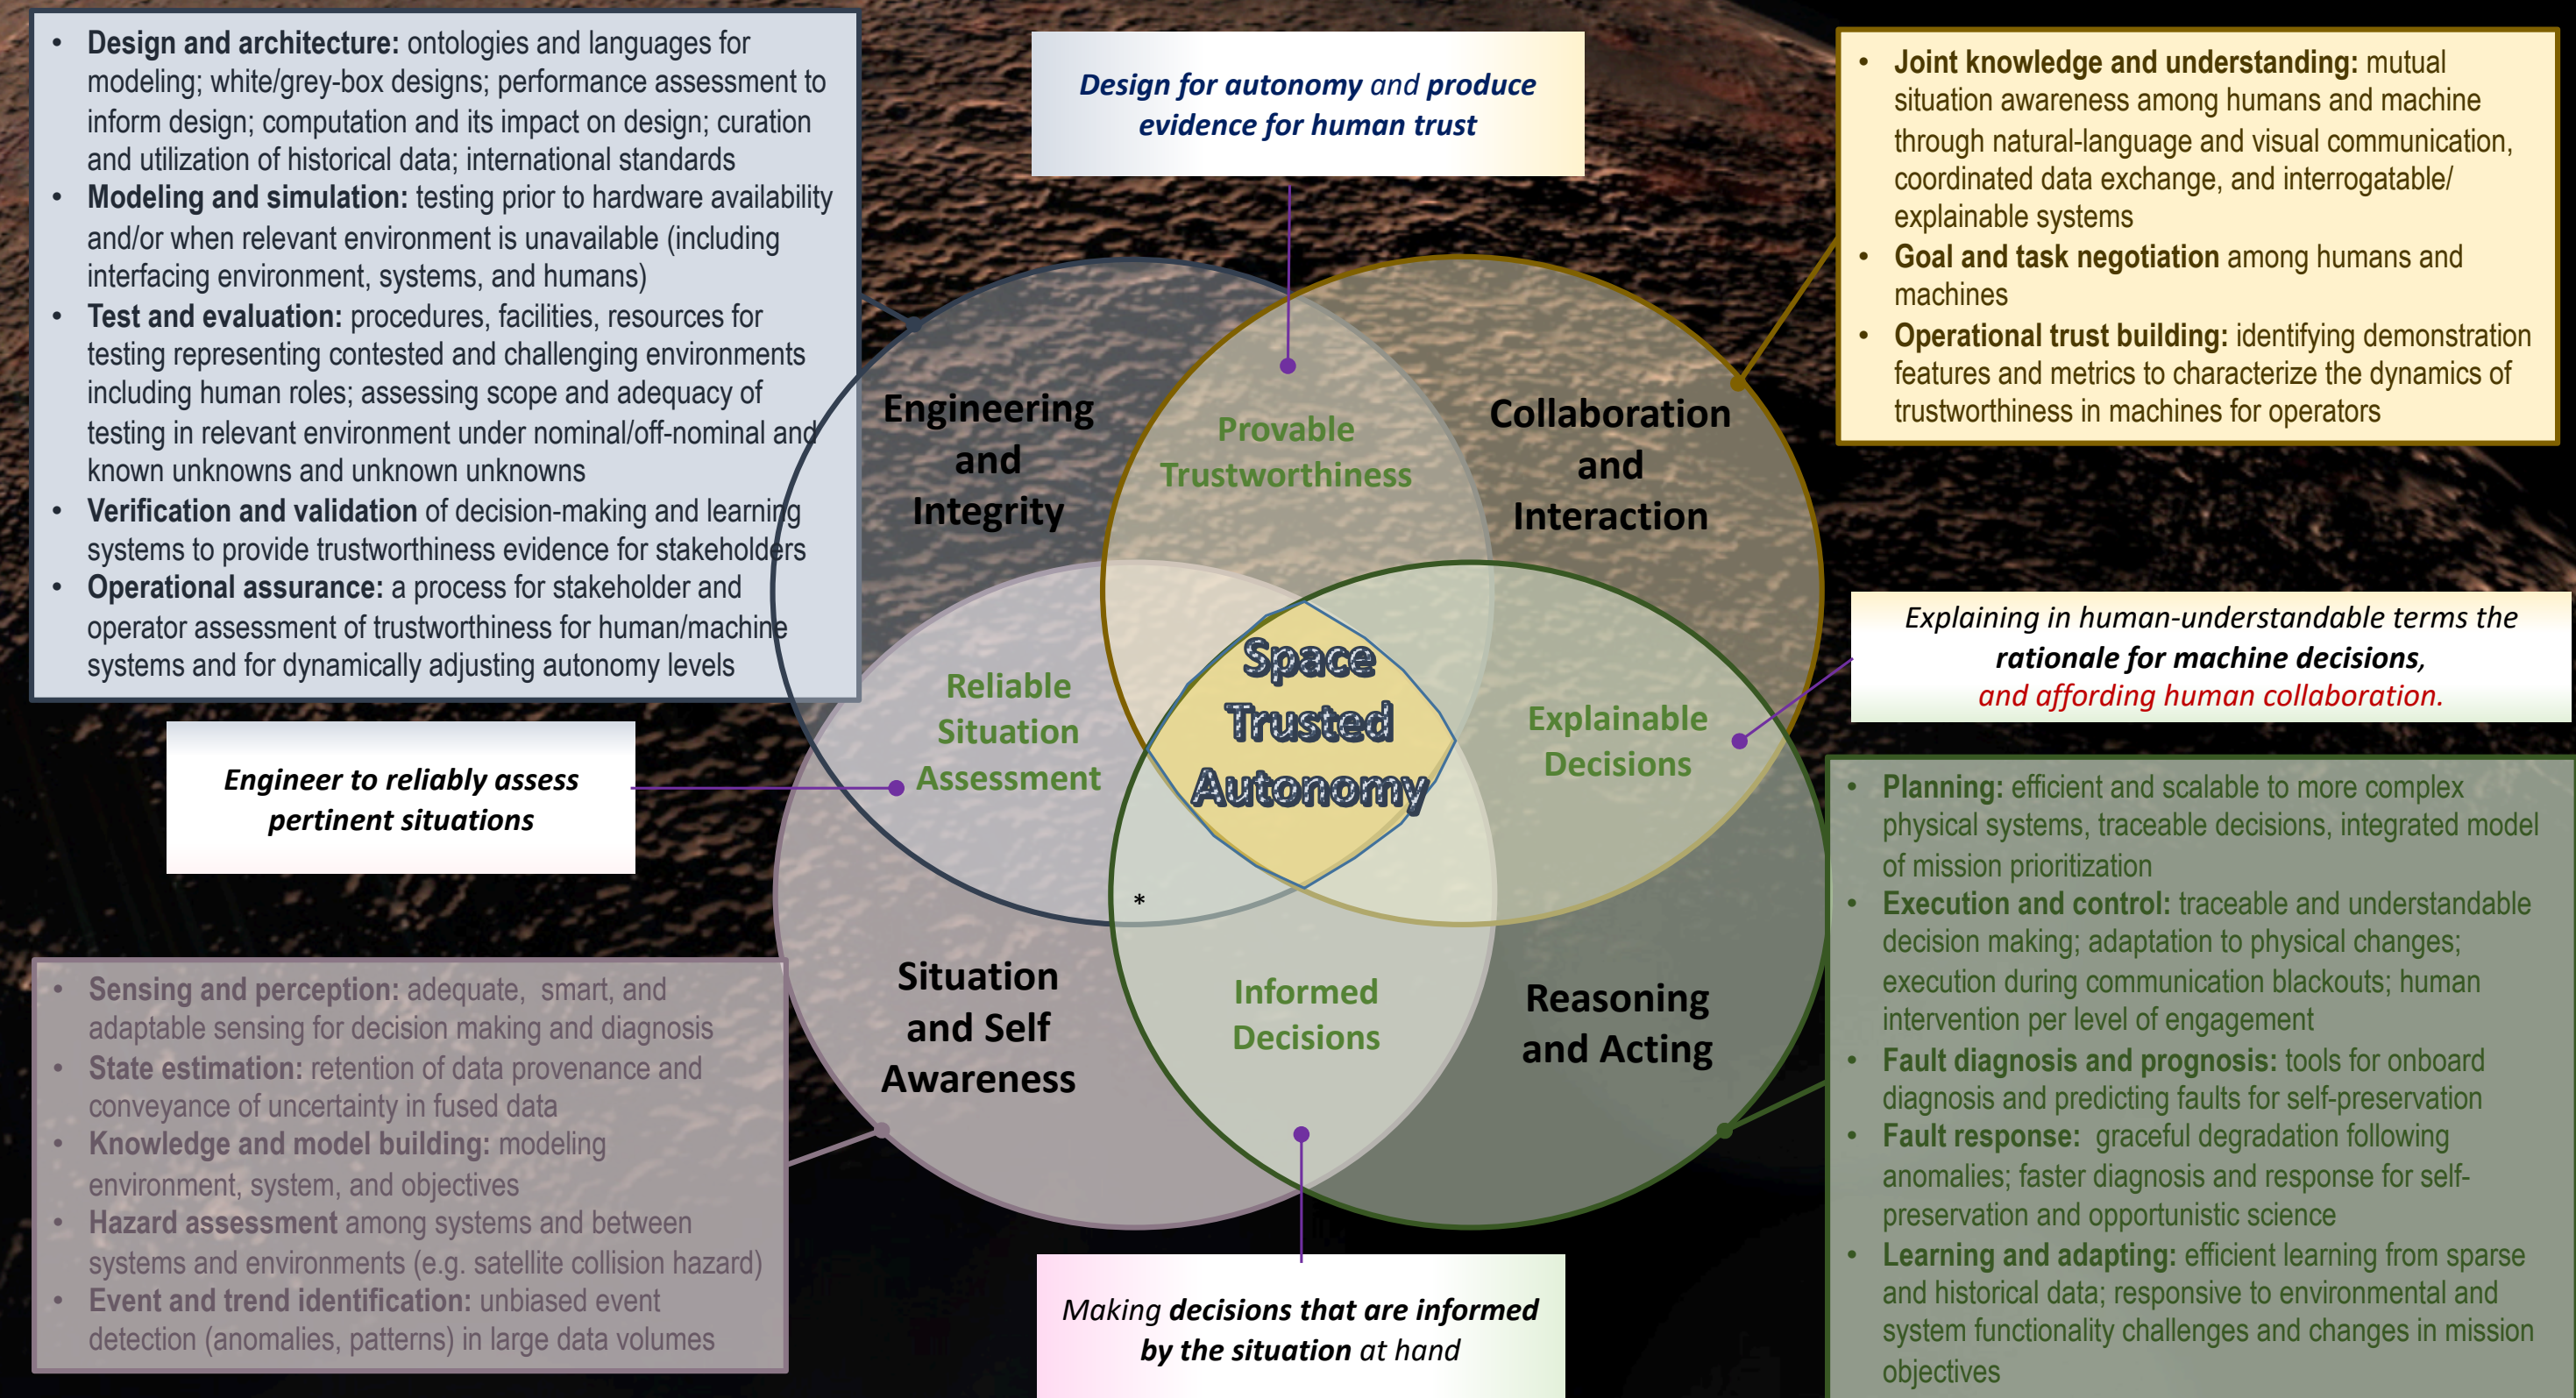 • Design and architecture: ontologies and languages for
modeling; white/grey-box designs; performance assessment to
inform design; computation and its impact on design; curation
and utilization of historical data; international standards
• Modeling and simulation: testing prior to hardware availability
and/or when relevant environment is unavailable (including
interfacing environment, systems, and humans)
• Test and evaluation: procedures, facilities, resources for
testing representing contested and challenging environments
including human roles; assessing scope and adequacy of
testing in relevant environment under nominal/off-nominal and
known unknowns and unknown unknowns
• Verification and validation of decision-making and learning
systems to provide trustworthiness evidence for stakeholders
• Operational assurance: a process for stakeholder and
operator assessment of trustworthiness for human/machine
systems and for dynamically adjusting autonomy levels
Design for autonomy and produce
evidence for human trust
• Joint knowledge and understanding: mutual
situation awareness among humans and machine
through natural-language and visual communication,
coordinated data exchange, and interrogatable/
explainable systems
• Goal and task negotiation among humans and
machines
• Operational trust building: identifying demonstration
features and metrics to characterize the dynamics of
trustworthiness in machines for operators
Engineering
and
Integrity
Provable
Trustworthiness
Collaboration
and
Interaction
Explaining in human-understandable terms the
rationale for machine decisions,
and affording human collaboration.
Reliable
Situation
Assessment
Space
Trusted
Autonomy
Explainable
Decisions
Engineer to reliably assess
pertinent situations
*
Situation
and Self
Awareness
Informed
Decisions
Reasoning
and Acting
• Sensing and perception: adequate, smart, and
adaptable sensing for decision making and diagnosis
• State estimation: retention of data provenance and
conveyance of uncertainty in fused data
• Knowledge and model building: modeling
environment, system, and objectives
• Hazard assessment among systems and between
systems and environments (e.g. satellite collision hazard)
• Event and trend identification: unbiased event
detection (anomalies, patterns) in large data volumes
Making decisions that are informed
by the situation at hand
• Planning: efficient and scalable to more complex
physical systems, traceable decisions, integrated model
of mission prioritization
• Execution and control: traceable and understandable
decision making; adaptation to physical changes;
execution during communication blackouts; human
intervention per level of engagement
• Fault diagnosis and prognosis: tools for onboard
diagnosis and predicting faults for self-preservation
• Fault response: graceful degradation following
anomalies; faster diagnosis and response for self-
preservation and opportunistic science
• Learning and adapting: efficient learning from sparse
and historical data; responsive to environmental and
system functionality challenges and changes in mission
objectives